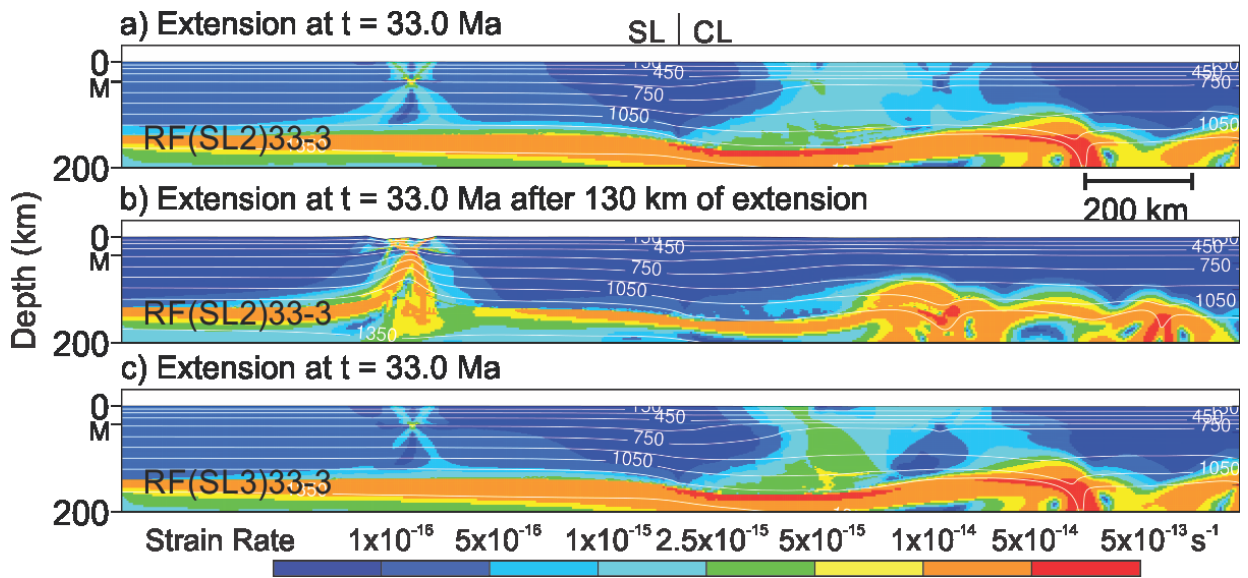 a) Extension at t = 33.0 Ma
SL | CL
0
M
200
450
750
1050
1050
450
750
1050
RF(SL2)33-3
200 km
b) Extension at t = 33.0 Ma after 130 km of extension
0
M
200
450
750
1050
450
750
1050
RF(SL2)33-3
1350
Depth (km)
c) Extension at t = 33.0 Ma
0
M
200
450
750
1050
450
750
1050
RF(SL3)33-3
Strain Rate 1x10⁻¹⁶ 5x10⁻¹⁶ 1x10⁻¹⁵ 2.5x10⁻¹⁵ 5x10⁻¹⁵ 1x10⁻¹⁴ 5x10⁻¹⁴ 5x10⁻¹³ s⁻¹